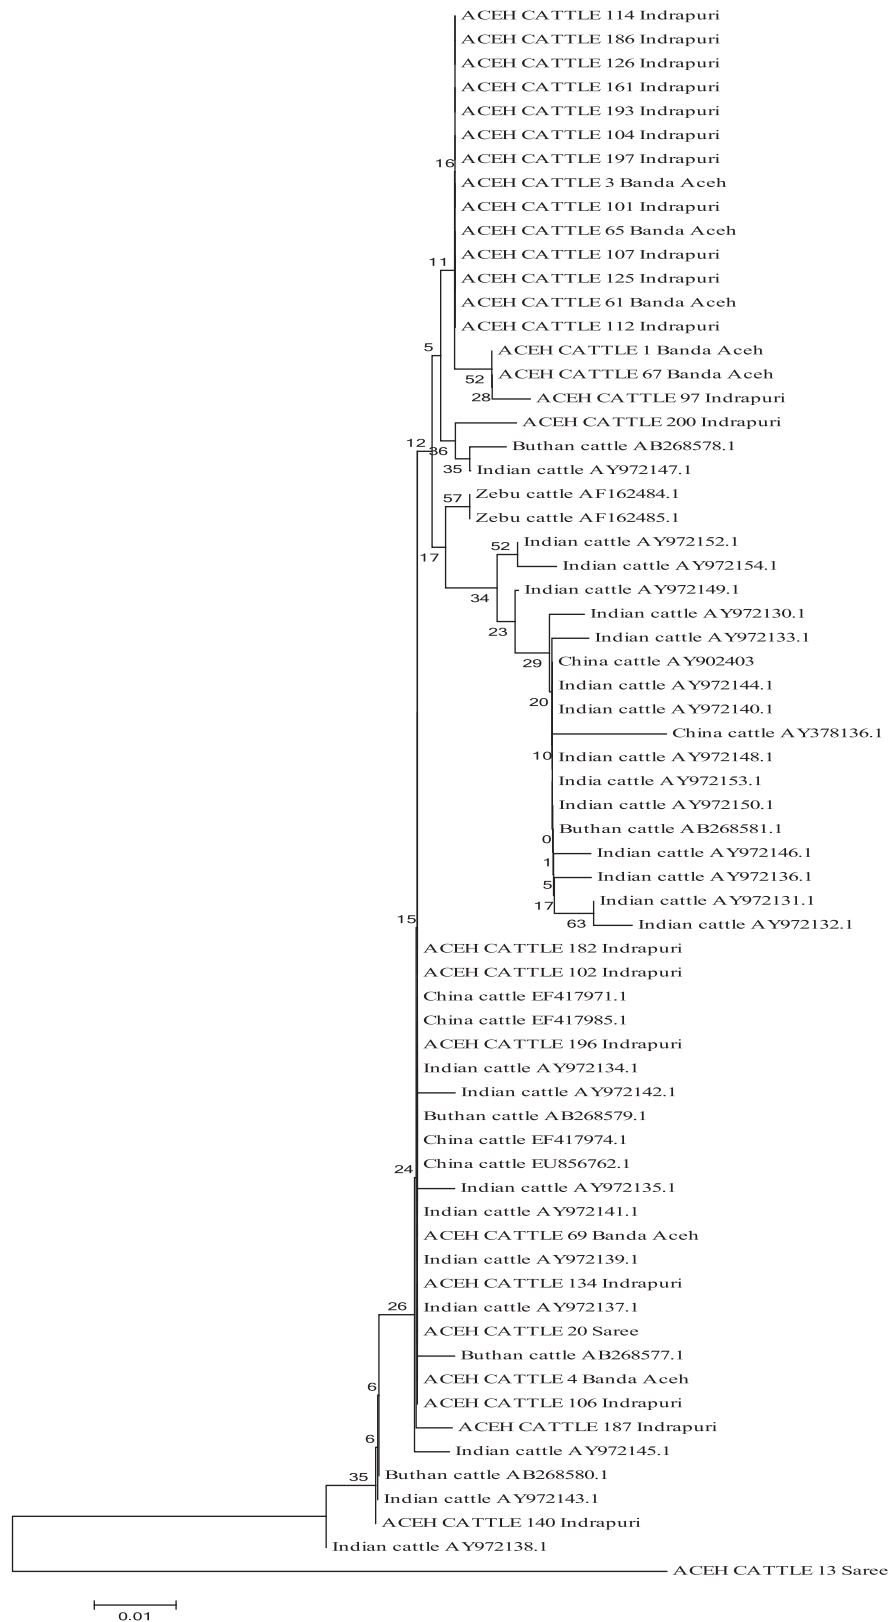 ACEH CATTLE 114 Indrapuri
ACEH CATTLE 186 Indrapuri
ACEH CATTLE 126 Indrapuri
ACEH CATTLE 161 Indrapuri
ACEH CATTLE 193 Indrapuri
ACEH CATTLE 104 Indrapuri
16 ACEH CATTLE 197 Indrapuri
ACEH CATTLE 3 Banda Aceh
ACEH CATTLE 101 Indrapuri
ACEH CATTLE 65 Banda Aceh
ACEH CATTLE 107 Indrapuri
11
ACEH CATTLE 125 Indrapuri
ACEH CATTLE 61 Banda Aceh
ACEH CATTLE 112 Indrapuri
5
ACEH CATTLE 1 Banda Aceh
52 ACEH CATTLE 67 Banda Aceh
28 ACEH CATTLE 97 Indrapuri
ACEH CATTLE 200 Indrapuri
12 36 Buthan cattle AB268578.1
35 Indian cattle AY972147.1
57 Zebu cattle AF162484.1
Zebu cattle AF162485.1
52 Indian cattle AY972152.1
17 Indian cattle AY972154.1
34 Indian cattle AY972149.1
Indian cattle AY972130.1
23 Indian cattle AY972133.1
29 China cattle AY902403
Indian cattle AY972144.1
20 Indian cattle AY972140.1
China cattle AY378136.1
10 Indian cattle AY972148.1
India cattle AY972153.1
Indian cattle AY972150.1
Buthan cattle AB268581.1
0
Indian cattle AY972146.1
1
Indian cattle AY972136.1
5
17 Indian cattle AY972131.1
63 Indian cattle AY972132.1
15
ACEH CATTLE 182 Indrapuri
ACEH CATTLE 102 Indrapuri
China cattle EF417971.1
China cattle EF417985.1
ACEH CATTLE 196 Indrapuri
Indian cattle AY972134.1
Indian cattle AY972142.1
Buthan cattle AB268579.1
China cattle EF417974.1
24 China cattle EU856762.1
Indian cattle AY972135.1
Indian cattle AY972141.1
ACEH CATTLE 69 Banda Aceh
Indian cattle AY972139.1
ACEH CATTLE 134 Indrapuri
26 Indian cattle AY972137.1
ACEH CATTLE 20 Saree
Buthan cattle AB268577.1
6 ACEH CATTLE 4 Banda Aceh
ACEH CATTLE 106 Indrapuri
ACEH CATTLE 187 Indrapuri
6
Indian cattle AY972145.1
35 Buthan cattle AB268580.1
Indian cattle AY972143.1
ACEH CATTLE 140 Indrapuri
Indian cattle AY972138.1
ACEH CATTLE 13 Saree
0.01